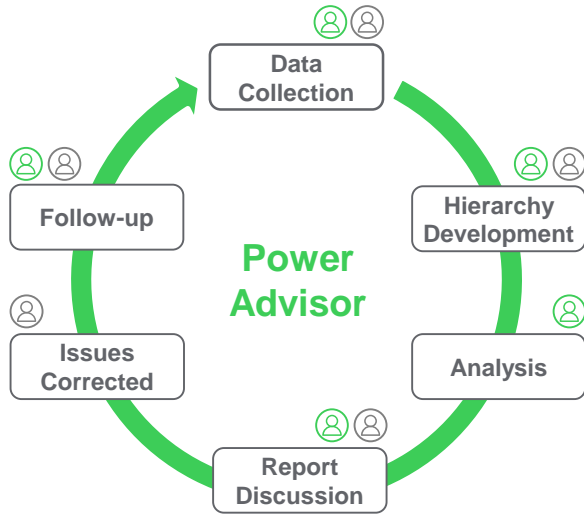 Data
Collection
Hierarchy
Development
Analysis
Report
Discussion
Issues
Corrected
Follow-up
Power
Advisor